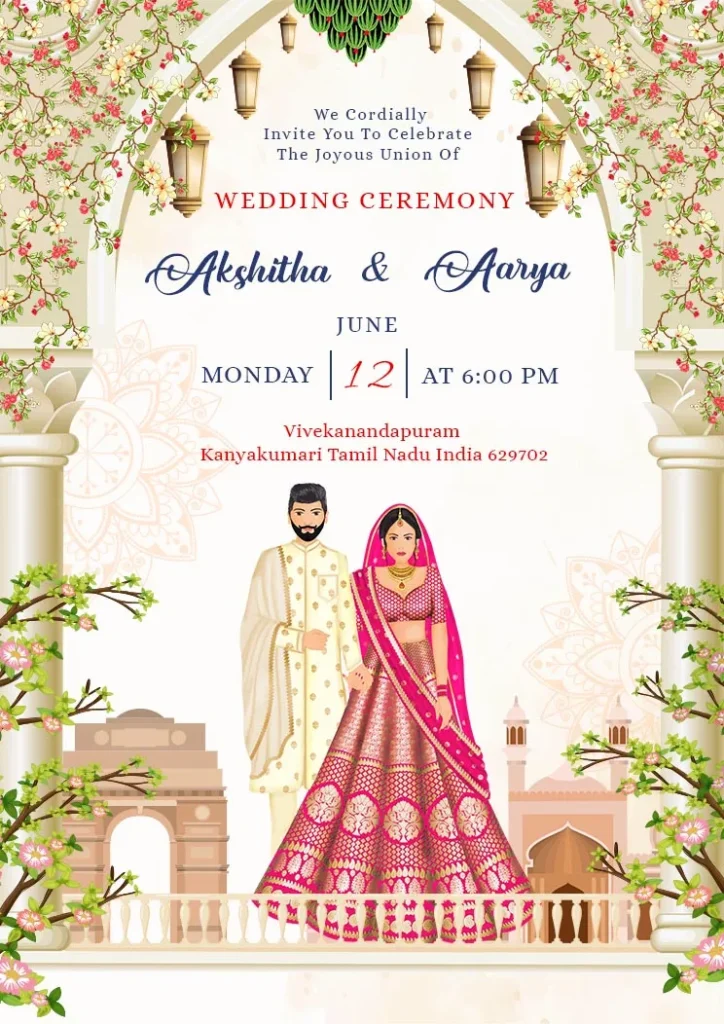 We Cordially
Invite You To Celebrate
The Joyous Union Of
WEDDING CEREMONY
Akshitha & Aarya
JUNE
MONDAY 12 AT 6:00 PM
Vivekanandapuram
Kanyakumari Tamil Nadu India 629702